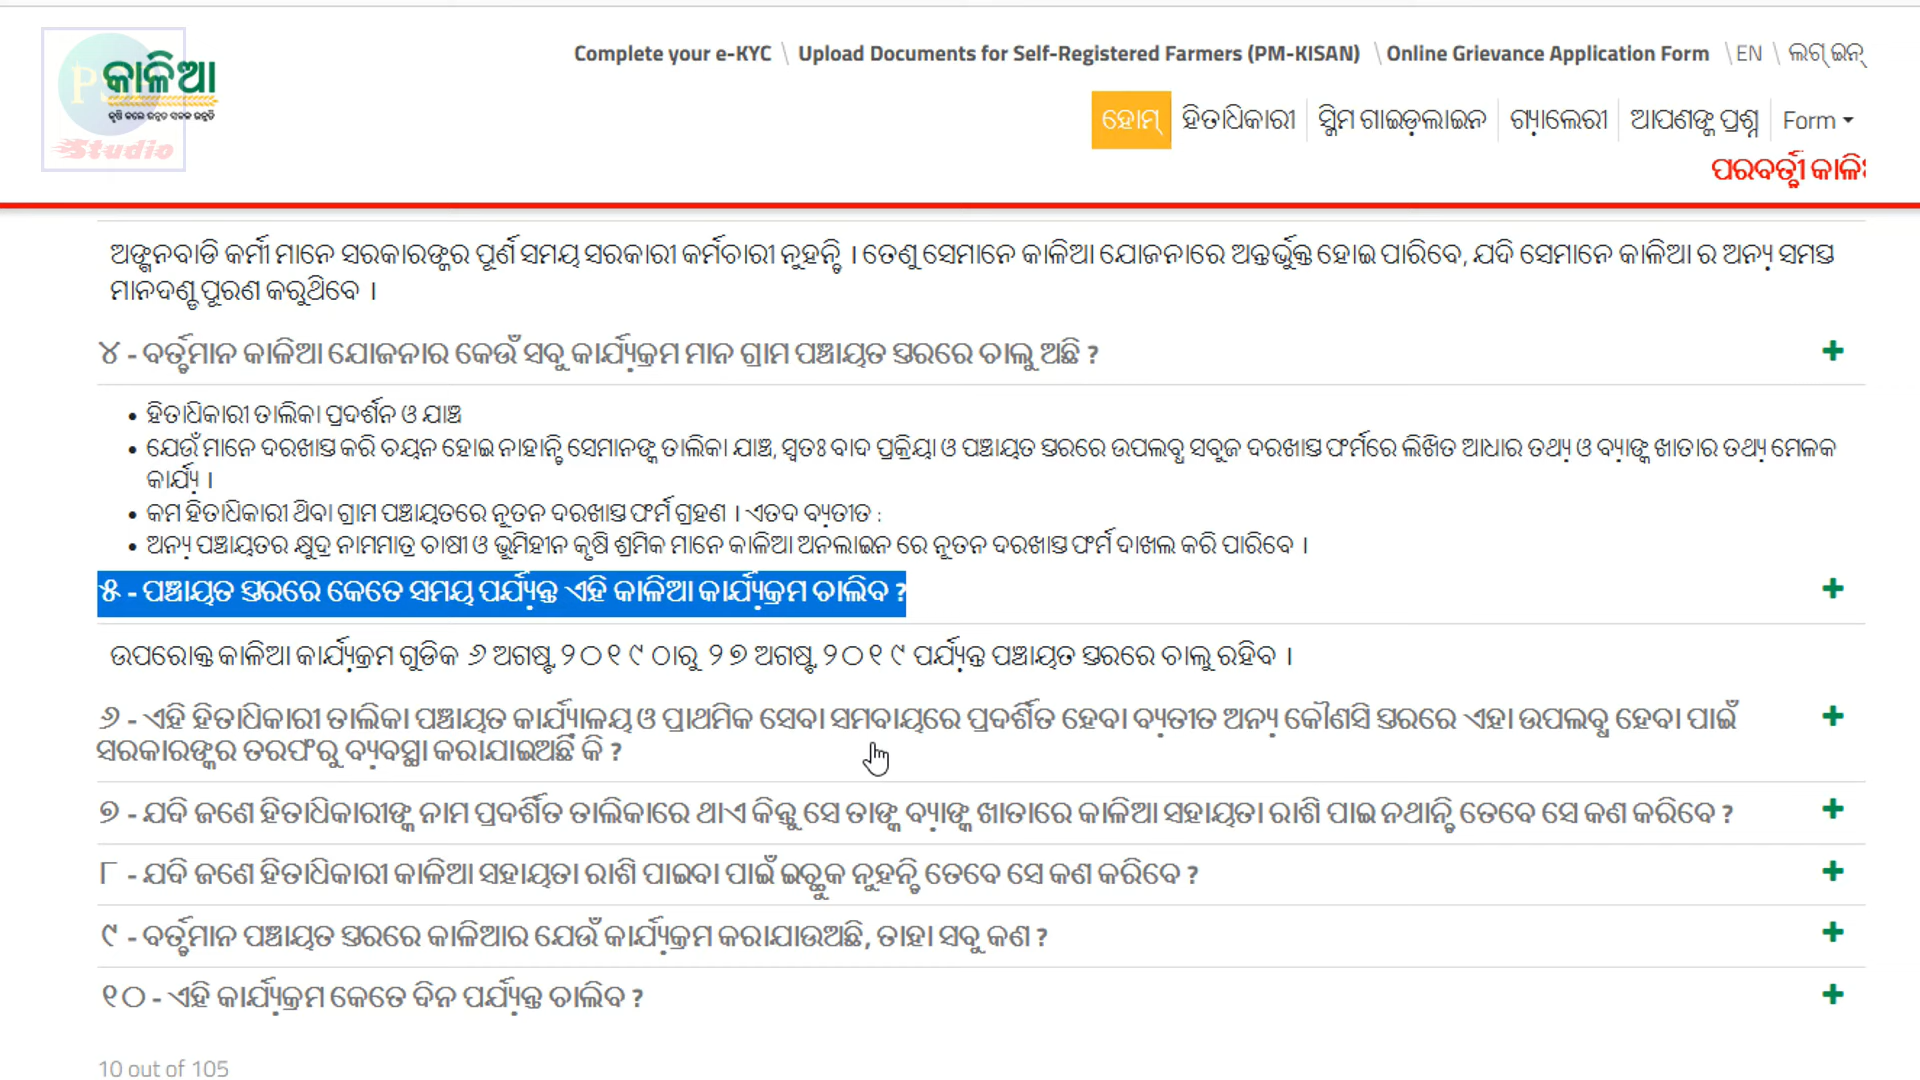 PS
Studio
କାଳିଆ
କୃଷି କଲେ ଉନ୍ନତ ସକଳ ଉନ୍ନତି
Complete your e-KYC \ Upload Documents for Self-Registered Farmers (PM-KISAN) \ Online Grievance Application Form \ EN \ ଲଗ୍ ଇନ୍
ହୋମ୍ ହିତାଧିକାରୀ ସ୍କିମ ଗାଇଡ଼ଲାଇନ ଗ୍ୟାଲେରୀ ଆପଣଙ୍କ ପ୍ରଶ୍ନ Form
ପରବର୍ତ୍ତୀ
ଅଙ୍ଗନବାଡି କର୍ମୀ ମାନେ ସରକାରଙ୍କର ପୂର୍ଣ ସମୟ ସରକାରୀ କର୍ମଚାରୀ ନୁହନ୍ତି । ତେଣୁ ସେମାନେ କାଳିଆ ଯୋଜନାରେ ଅନ୍ତର୍ଭୁକ୍ତ ହୋଇ ପାରିବେ, ଯଦି ସେମାନେ କାଳିଆ ର ଅନ୍ୟ ସମସ୍ତ
ମାନଦଣ୍ଡ ପୂରଣ କରୁଥିବେ ।
୪ - ବର୍ତ୍ତମାନ କାଳିଆ ଯୋଜନାର କେଉଁ ସବୁ କାର୍ଯ୍ୟକ୍ରମ ମାନ ଗ୍ରାମ ପଞ୍ଚାୟତ ସ୍ତରରେ ଚାଲୁ ଅଛି ?
• ହିତାଧିକାରୀ ତାଲିକା ପ୍ରଦର୍ଶନ ଓ ଯାଞ୍ଚ
• ଯେଉଁ ମାନେ ଦରଖାସ୍ତ କରି ଚୟନ ହୋଇ ନାହାନ୍ତି ସେମାନଙ୍କ ତାଲିକା ଯାଞ୍ଚ, ସ୍ୱତଃ ବାଦ ପ୍ରକ୍ରିୟା ଓ ପଞ୍ଚାୟତ ସ୍ତରରେ ଉପଲବ୍ଧ ସବୁଜ ଦରଖାସ୍ତ ଫର୍ମରେ ଲିଖିତ ଆଧାର ତଥ୍ୟ ଓ ବ୍ୟାଙ୍କ ଖାତାର ତଥ୍ୟ ମେଳକ
କାର୍ଯ୍ୟ ।
• କମ ହିତାଧିକାରୀ ଥିବା ଗ୍ରାମ ପଞ୍ଚାୟତରେ ନୂତନ ଦରଖାସ୍ତ ଫର୍ମ ଗ୍ରହଣ । ଏତଦ ବ୍ୟତୀତ :
• ଅନ୍ୟ ପଞ୍ଚାୟତର କ୍ଷୁଦ୍ର ନାମମାତ୍ର ଚାଷୀ ଓ ଭୂମିହୀନ କୃଷି ଶ୍ରମିକ ମାନେ କାଳିଆ ଅନଲାଇନ ରେ ନୂତନ ଦରଖାସ୍ତ ଫର୍ମ ଦାଖଲ କରି ପାରିବେ ।
୫ - ପଞ୍ଚାୟତ ସ୍ତରରେ କେତେ ସମୟ ପର୍ଯ୍ୟନ୍ତ ଏହି କାଳିଆ କାର୍ଯ୍ୟକ୍ରମ ଚାଲିବ ?
ଉପରୋକ୍ତ କାଳିଆ କାର୍ଯ୍ୟକ୍ରମ ଗୁଡିକ ୬ ଅଗଷ୍ଟ ୨୦୧୯ ଠାରୁ ୨୭ ଅଗଷ୍ଟ ୨୦୧୯ ପର୍ଯ୍ୟନ୍ତ ପଞ୍ଚାୟତ ସ୍ତରରେ ଚାଲୁ ରହିବ ।
୬ - ଏହି ହିତାଧିକାରୀ ତାଲିକା ପଞ୍ଚାୟତ କାର୍ଯ୍ୟାଳୟ ଓ ପ୍ରାଥମିକ ସେବା ସମବାୟରେ ପ୍ରଦର୍ଶିତ ହେବା ବ୍ୟତୀତ ଅନ୍ୟ କୌଣସି ସ୍ତରରେ ଏହା ଉପଲବ୍ଧ ହେବା ପାଇଁ
ସରକାରଙ୍କର ତରଫରୁ ବ୍ୟବସ୍ଥା କରାଯାଇଅଛି କି ?
୭ - ଯଦି ଜଣେ ହିତାଧିକାରୀଙ୍କ ନାମ ପ୍ରଦର୍ଶିତ ତାଲିକାରେ ଥାଏ କିନ୍ତୁ ସେ ତାଙ୍କ ବ୍ୟାଙ୍କ ଖାତାରେ କାଳିଆ ସହାୟତା ରାଶି ପାଇ ନଥାନ୍ତି ତେବେ ସେ କଣ କରିବେ ?
୮ - ଯଦି ଜଣେ ହିତାଧିକାରୀ କାଳିଆ ସହାୟତା ରାଶି ପାଇବା ପାଇଁ ଇଚ୍ଛୁକ ନୁହନ୍ତି ତେବେ ସେ କଣ କରିବେ ?
୯ - ବର୍ତ୍ତମାନ ପଞ୍ଚାୟତ ସ୍ତରରେ କାଳିଆର ଯେଉଁ କାର୍ଯ୍ୟକ୍ରମ କରାଯାଉଅଛି, ତାହା ସବୁ କଣ ?
୧୦ - ଏହି କାର୍ଯ୍ୟକ୍ରମ କେତେ ଦିନ ପର୍ଯ୍ୟନ୍ତ ଚାଲିବ ?
10 out of 105